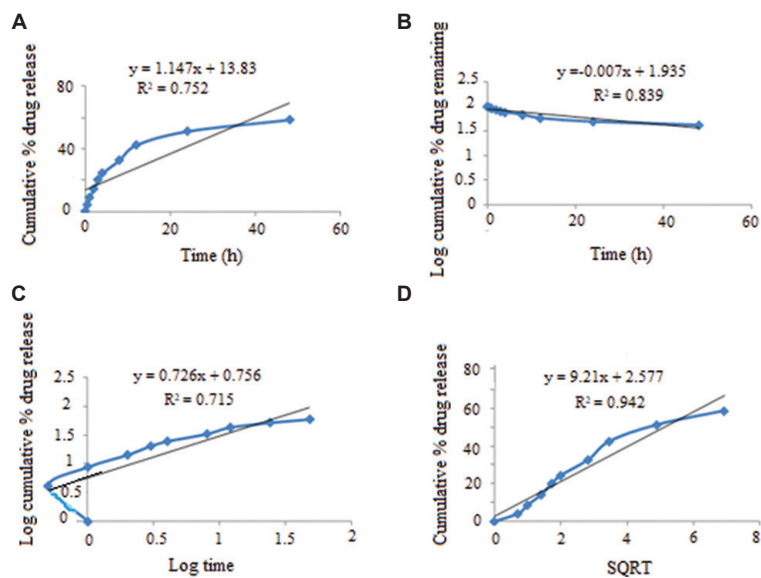 A
y = 1.147x + 13.83
R² = 0.752
Cumulative % drug release
80
40
0
0
20
40
60
Time (h)
B
y =-0.007x + 1.935
R² = 0.839
Log cumulative % drug remaining
2.5
2
1.5
1
0.5
0
0
20
40
60
Time (h)
C
y = 0.726x + 0.756
R² = 0.715
Log cumulative % drug release
2.5
2
1.5
1
0.5
0
0
0.5
1
1.5
2
Log time
D
y = 9.21x + 2.577
R² = 0.942
Cumulative % drug release
80
60
40
20
0
0
2
4
6
8
SQRT